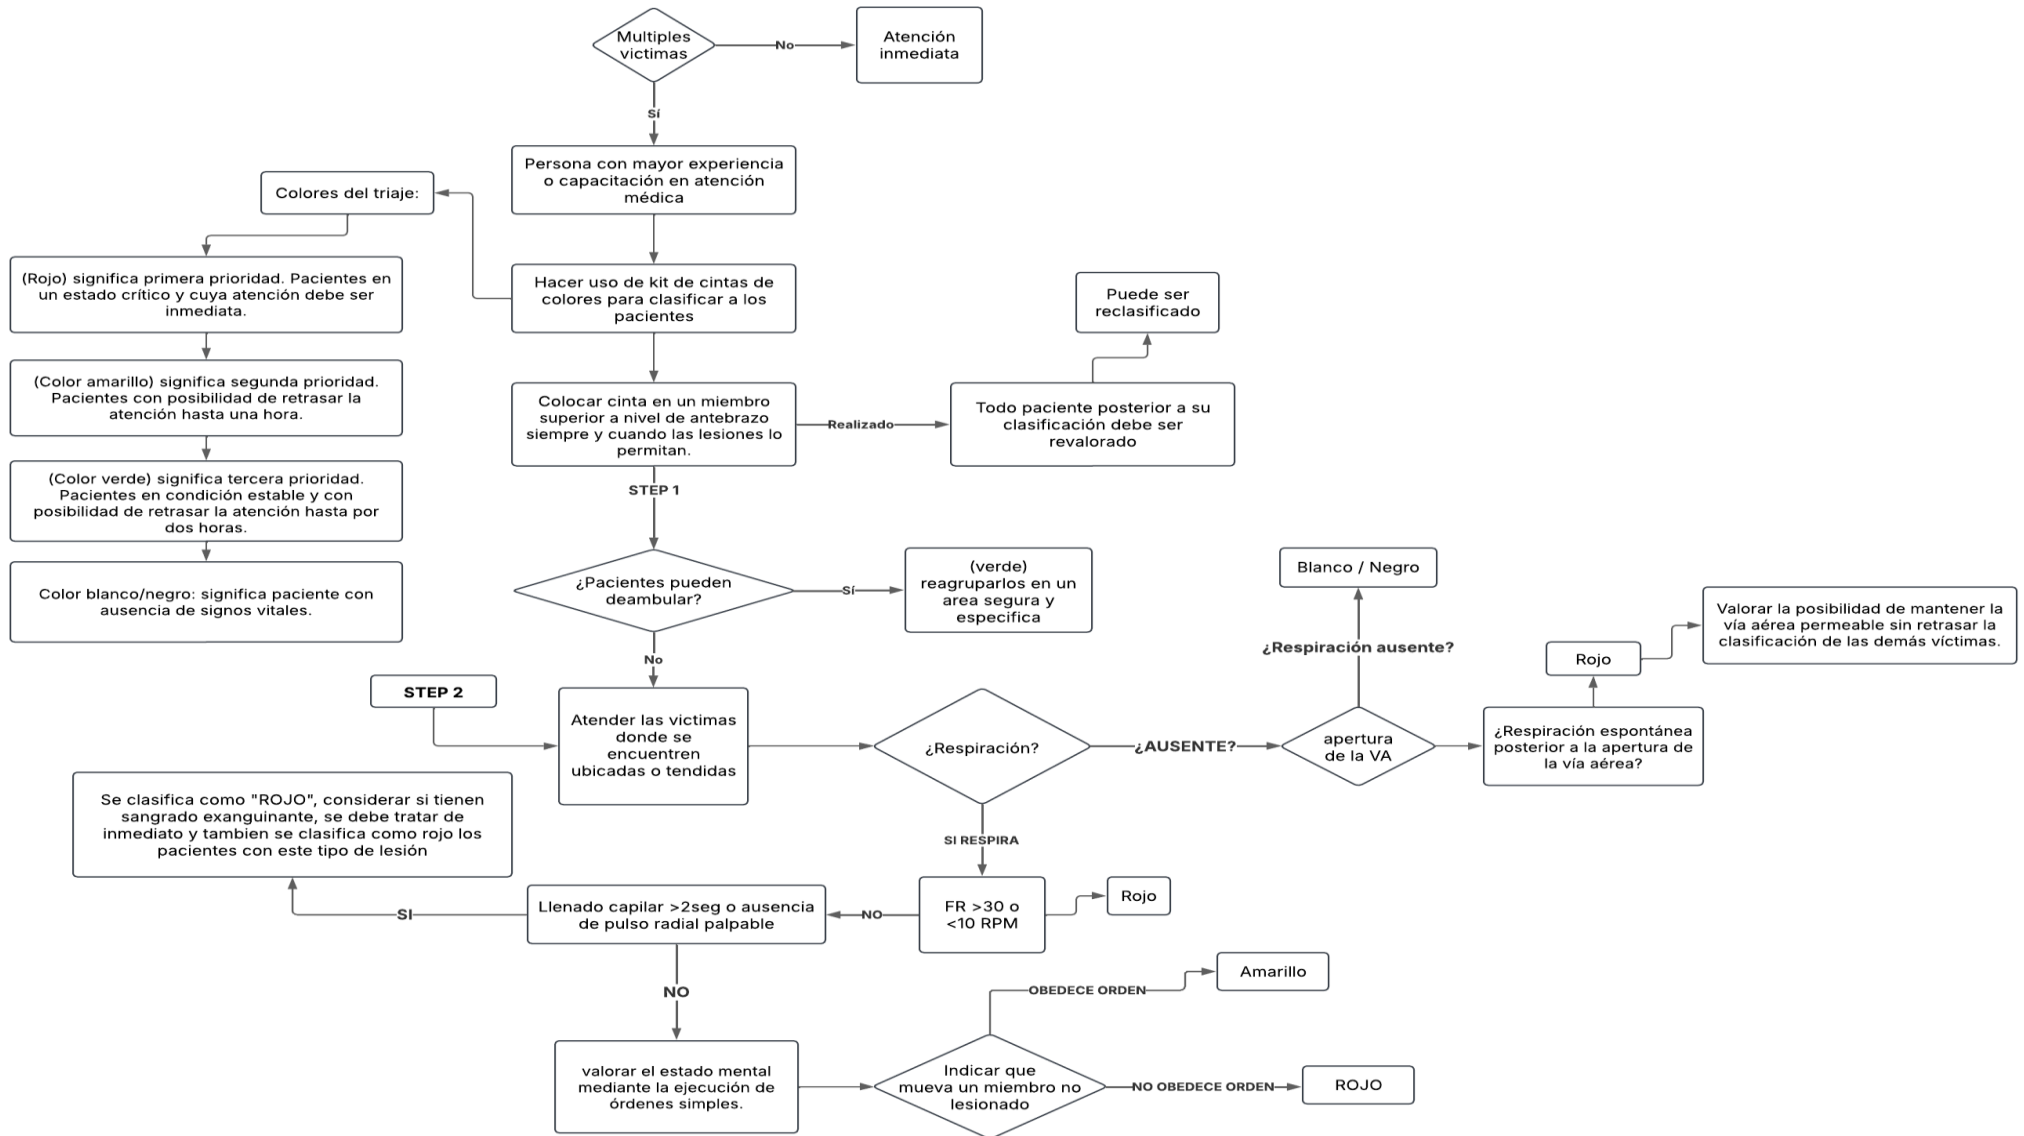 Multiples
victimas
No
Atención
inmediata
Sí
Persona con mayor experiencia
o capacitación en atención
médica
Colores del triaje:
(Rojo) significa primera prioridad. Pacientes en
un estado crítico y cuya atención debe ser
inmediata.
Hacer uso de kit de cintas de
colores para clasificar a los
pacientes
Puede ser
reclasificado
(Color amarillo) significa segunda prioridad.
Pacientes con posibilidad de retrasar la
atención hasta una hora.
Colocar cinta en un miembro
superior a nivel de antebrazo
siempre y cuando las lesiones lo
permitan.
Realizado
Todo paciente posterior a su
clasificación debe ser
revalorado
(Color verde) significa tercera prioridad.
Pacientes en condición estable y con
posibilidad de retrasar la atención hasta por
dos horas.
STEP 1
Color blanco/negro: significa paciente con
ausencia de signos vitales.
¿Pacientes pueden
deambular?
Sí
(verde)
reagruparlos en un
area segura y
especifica
Blanco / Negro
Valorar la posibilidad de mantener la
vía aérea permeable sin retrasar la
clasificación de las demás víctimas.
¿Respiración ausente?
Rojo
No
STEP 2
Atender las victimas
donde se
encuentren
ubicadas o tendidas
¿Respiración?
¿AUSENTE?
apertura
de la VA
¿Respiración espontánea
posterior a la apertura de
la vía aérea?
Se clasifica como "ROJO", considerar si tienen
sangrado exanguinante, se debe tratar de
inmediato y tambien se clasifica como rojo los
pacientes con este tipo de lesión
SI RESPIRA
SI
Llenado capilar >2seg o ausencia
de pulso radial palpable
NO
FR >30 o
<10 RPM
Rojo
NO
OBEDECE ORDEN
Amarillo
valorar el estado mental
mediante la ejecución de
órdenes simples.
Indicar que
mueva un miembro no
lesionado
NO OBEDECE ORDEN
ROJO